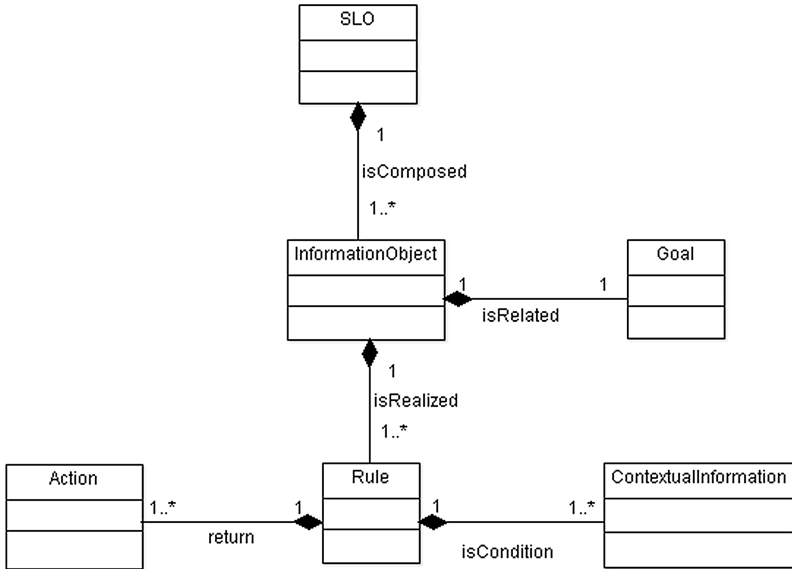 SLO
1
isComposed
1..*
InformationObject
Goal
1
1
isRelated
1
isRealized
1..*
Action
Rule
ContextualInformation
1..*
1
1
1..*
return
isCondition